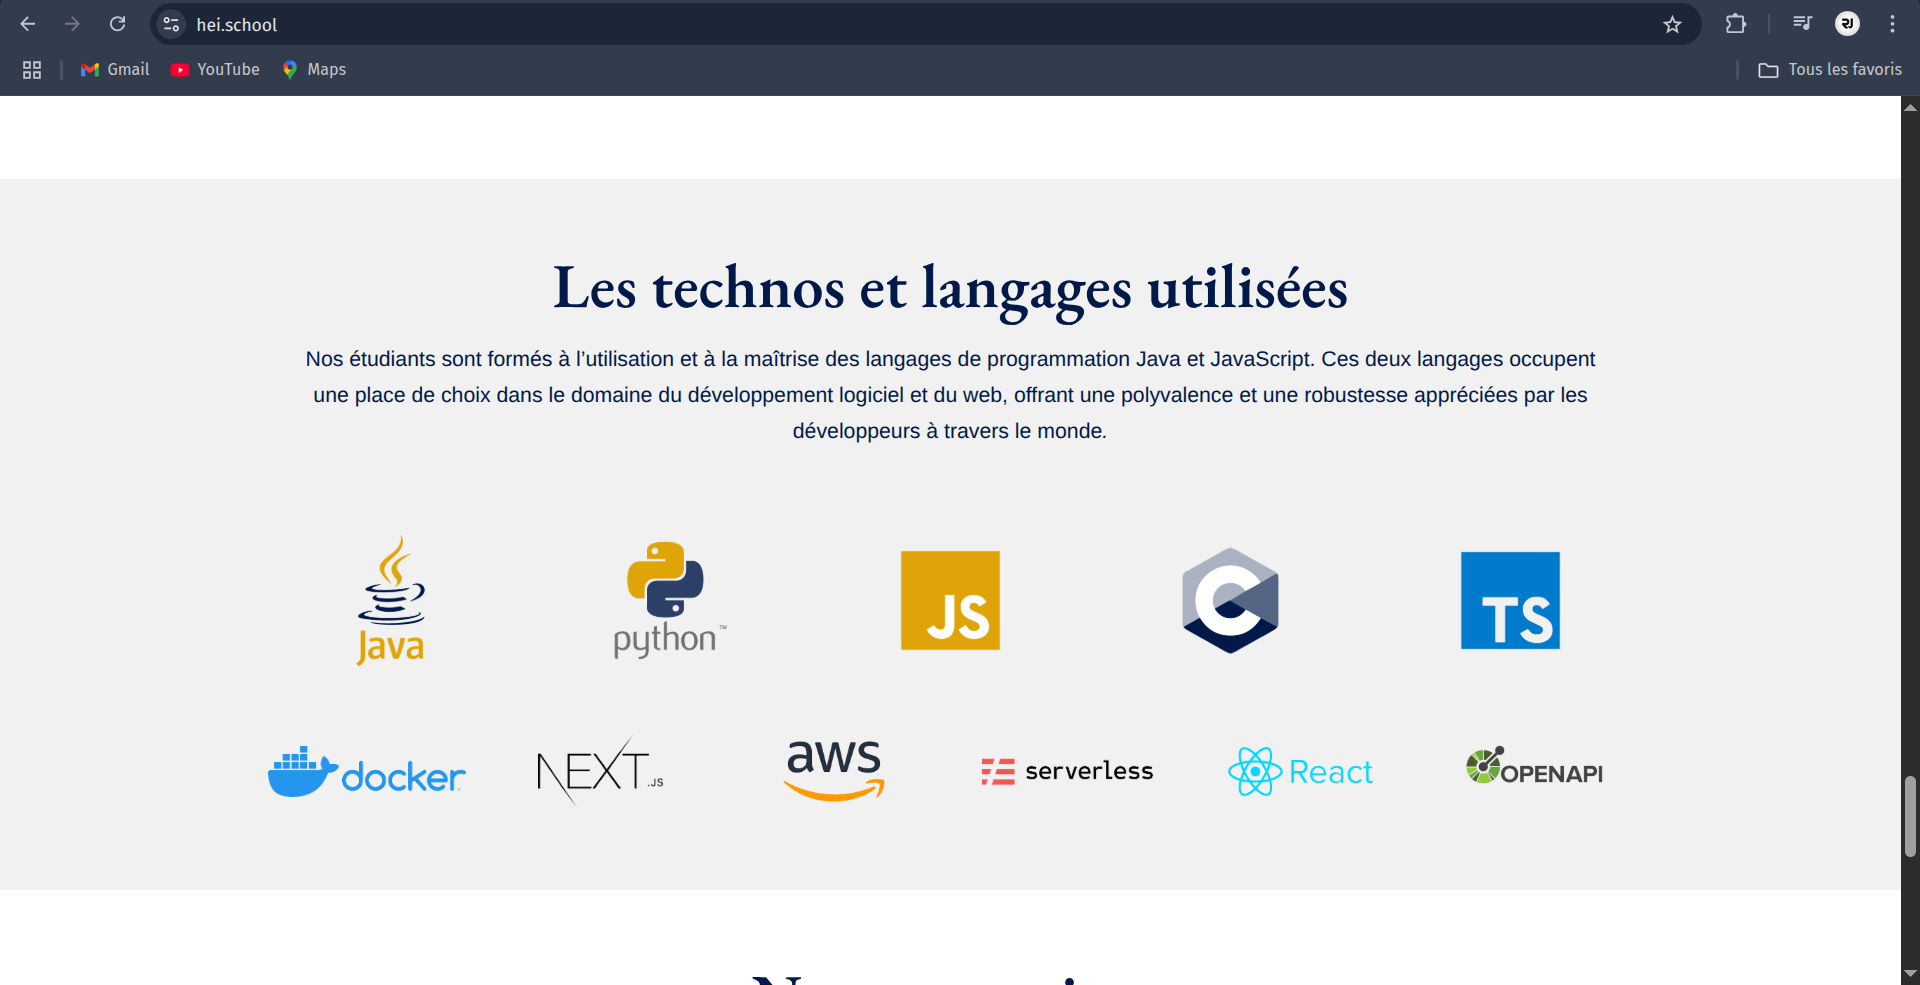 hei.school
Gmail
YouTube
Maps
Tous les favoris
Les technos et langages utilisées
Nos étudiants sont formés à l’utilisation et à la maîtrise des langages de programmation Java et JavaScript. Ces deux langages occupent
une place de choix dans le domaine du développement logiciel et du web, offrant une polyvalence et une robustesse appréciées par les
développeurs à travers le monde.
Java
python™
JS
C
TS
docker
NEXT.JS
aws
serverless
React
OPENAPI